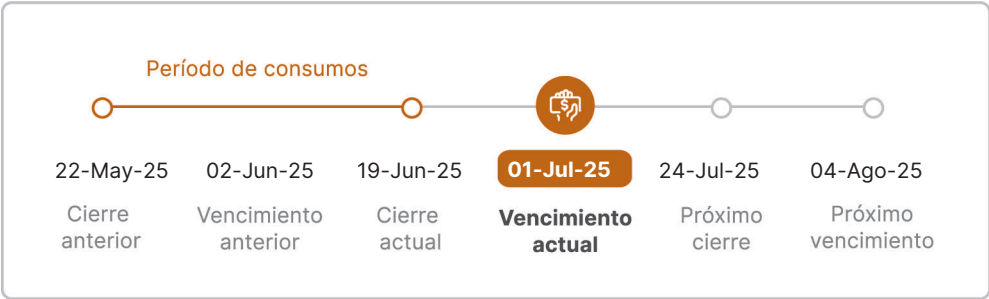 Período de consumos
$
22-May-25
02-Jun-25
19-Jun-25
01-Jul-25
24-Jul-25
04-Ago-25
Cierre
anterior
Vencimiento
anterior
Cierre
actual
Vencimiento
actual
Próximo
cierre
Próximo
vencimiento